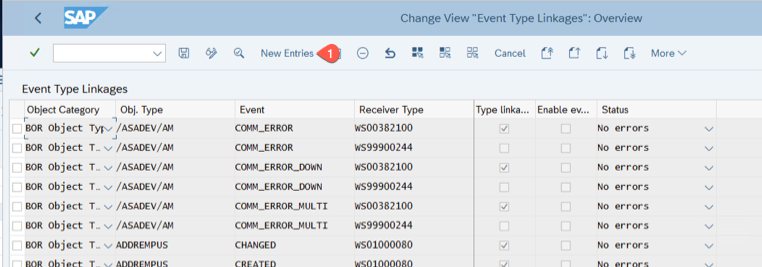 SAP
Change View "Event Type Linkages": Overview
New Entries 1 Cancel More
Event Type Linkages
Object Category Obj. Type Event Receiver Type Type linka... Enable ev... Status
BOR Object Typ /ASADEV/AM COMM_ERROR WS00382100 No errors
BOR Object T.. /ASADEV/AM COMM_ERROR WS99900244 No errors
BOR Object T.. /ASADEV/AM COMM_ERROR_DOWN WS00382100 No errors
BOR Object T.. /ASADEV/AM COMM_ERROR_DOWN WS99900244 No errors
BOR Object T.. /ASADEV/AM COMM_ERROR_MULTI WS00382100 No errors
BOR Object T.. /ASADEV/AM COMM_ERROR_MULTI WS99900244 No errors
BOR Object T.. ADDREMPUS CHANGED WS01000080 No errors
BOR Object T.. ADDREMPUS CREATED WS01000080 No errors